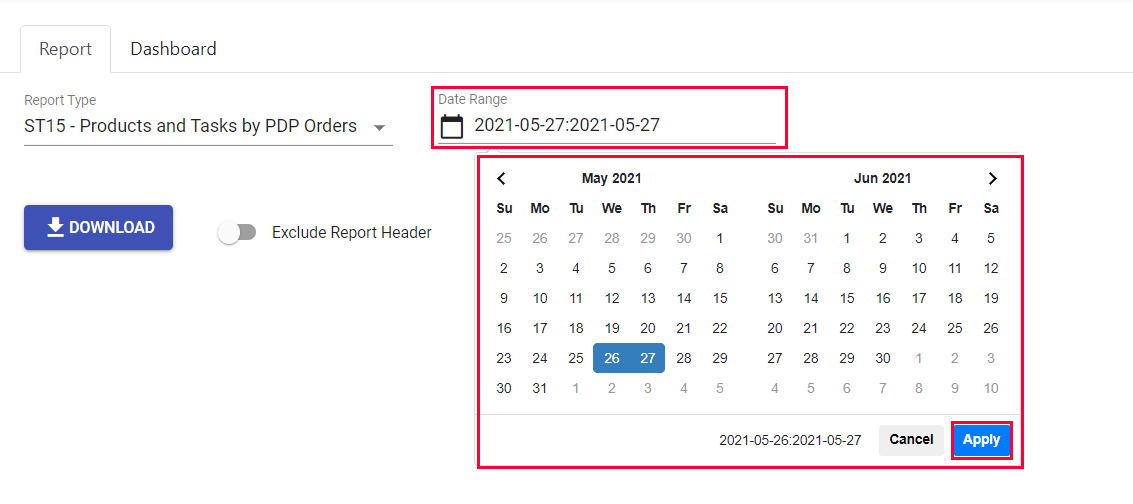 Report Dashboard
Report Type
ST15 - Products and Tasks by PDP Orders
Date Range
2021-05-27:2021-05-27
DOWNLOAD
Exclude Report Header
May 2021
Su Mo Tu We Th Fr Sa
25 26 27 28 29 30 1
2 3 4 5 6 7 8
9 10 11 12 13 14 15
16 17 18 19 20 21 22
23 24 25 26 27 28 29
30 31 1 2 3 4 5
Jun 2021
Su Mo Tu We Th Fr Sa
30 31 1 2 3 4 5
6 7 8 9 10 11 12
13 14 15 16 17 18 19
20 21 22 23 24 25 26
27 28 29 30 1 2 3
4 5 6 7 8 9 10
2021-05-26:2021-05-27 Cancel Apply